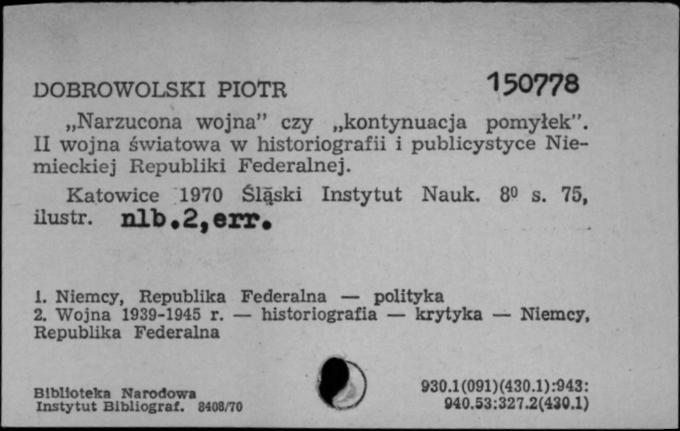 DOBROWOLSKI PIOTR 150778
„Narzucona wojna” czy „kontynuacja pomyłek”.
II wojna światowa w historiografii i publicystyce Nie-
mieckiej Republiki Federalnej.
Katowice 1970 Śląski Instytut Nauk. 8⁰ s. 75,
ilustr. nlb.2,err.
1. Niemcy, Republika Federalna — polityka
2. Wojna 1939-1945 r. — historiografia — krytyka — Niemcy,
Republika Federalna
Biblioteka Narodowa 930.1(091)(430.1):943:
Instytut Bibliograf. 8408/70 940.53:327.2(430.1)